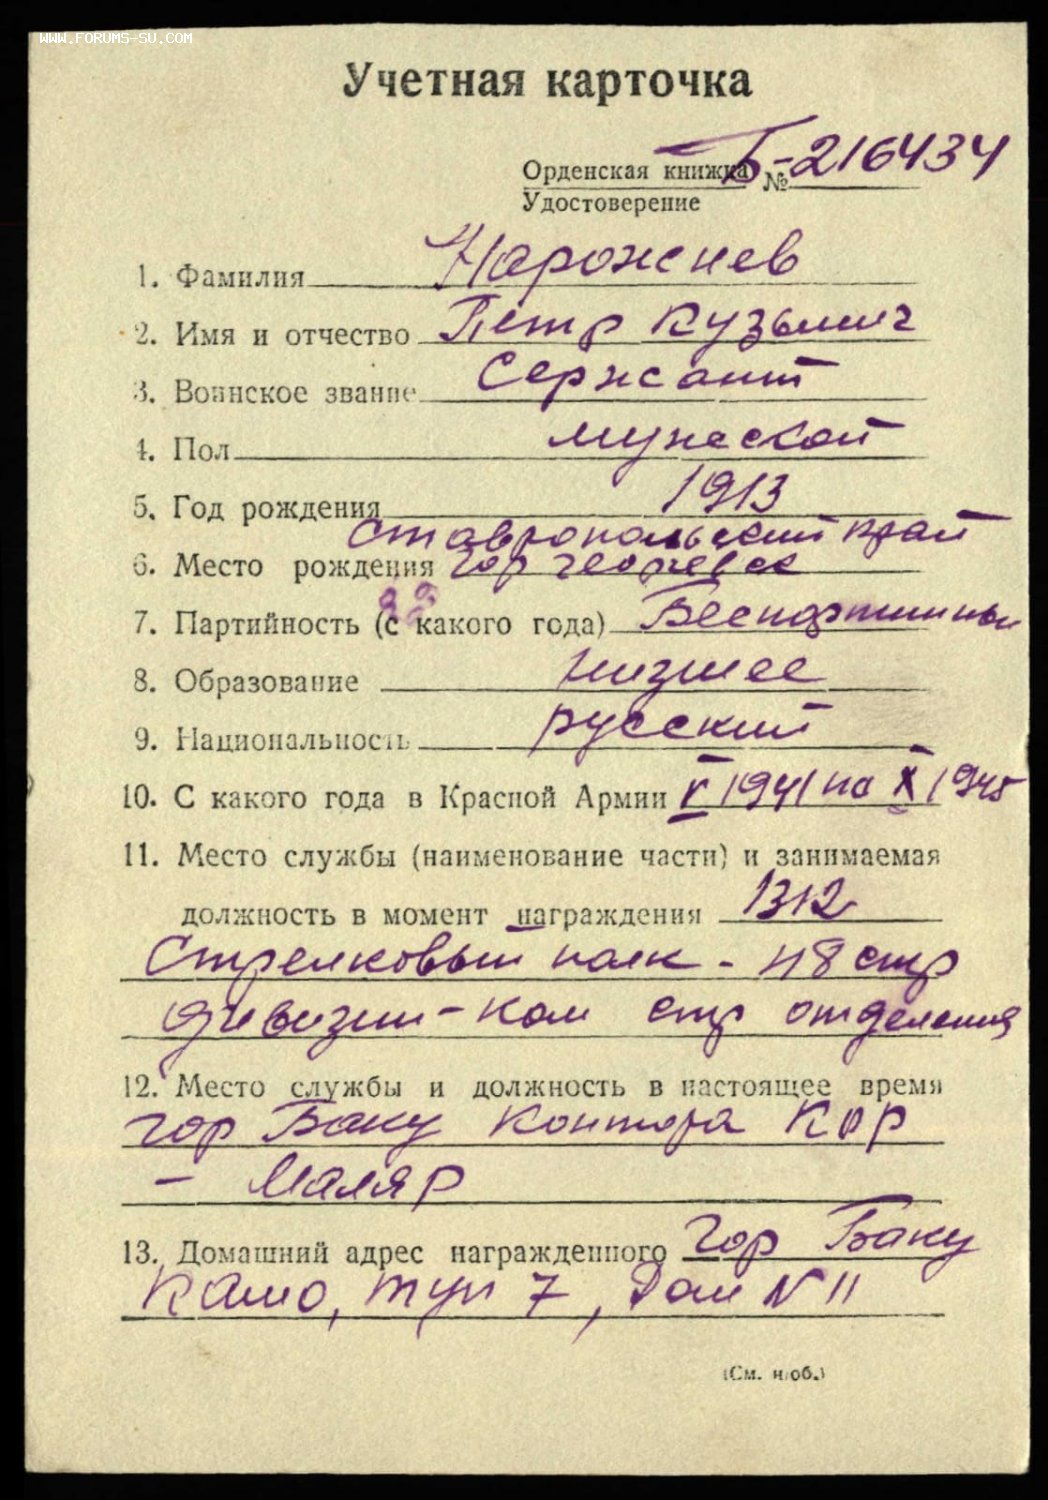 WWW.FORUMS-SU.COM
Учетная карточка
Орденская книжка № Б-216434
Удостоверение
1. Фамилия Нарожнев
2. Имя и отчество Петр Кузьмич
3. Воинское звание Сержант
4. Пол мужской
5. Год рождения 1913
Ставропольский край
6. Место рождения гор Георгевск
7. Партийность (с какого года) Беспартийный
8. Образование низшее
9. Национальность русский
10. С какого года в Красной Армии V 1941 по X 1945
11. Место службы (наименование части) и занимаемая
должность в момент награждения 1312
Стрелковый полк - 48 стр
дивизии - ком стр отделения
12. Место службы и должность в настоящее время
гор Баку Контора
- Маляр
13. Домашний адрес награжденного гор Баку
Камо, туп 7, Дом N 11
(См. н/об.)